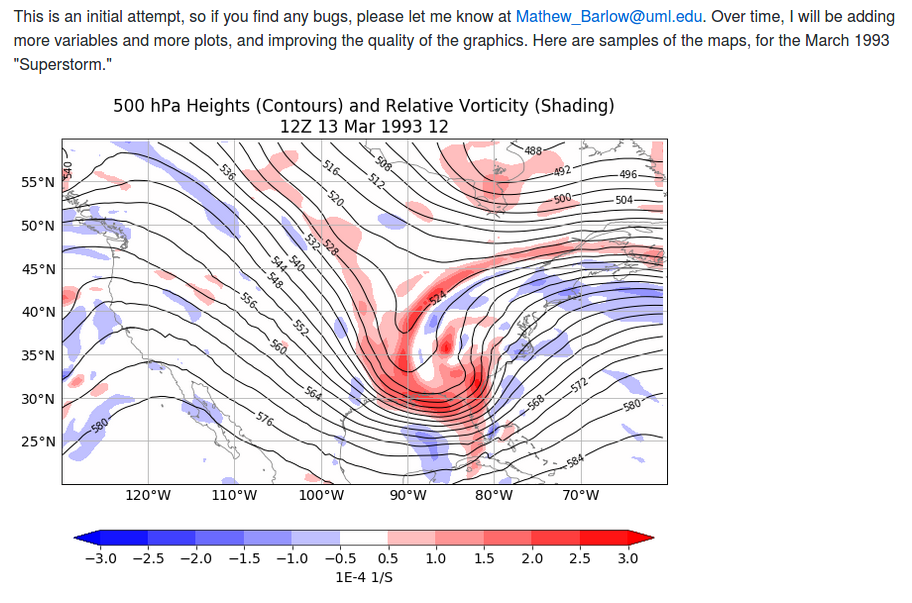 This is an initial attempt, so if you find any bugs, please let me know at Mathew_Barlow@uml.edu. Over time, I will be adding
more variables and more plots, and improving the quality of the graphics. Here are samples of the maps, for the March 1993
"Superstorm."
500 hPa Heights (Contours) and Relative Vorticity (Shading)
12Z 13 Mar 1993 12
488
540
536
516
508
492
496
512
55°N
520
500
504
50°N
532
528
544
540
45°N
548
556
524
40°N
552
560
35°N
564
572
30°N
568
580
576
580
25°N
584
120°W 110°W 100°W 90°W 80°W 70°W
−3.0 −2.5 −2.0 −1.5 −1.0 −0.5 0.5 1.0 1.5 2.0 2.5 3.0
1E-4 1/S